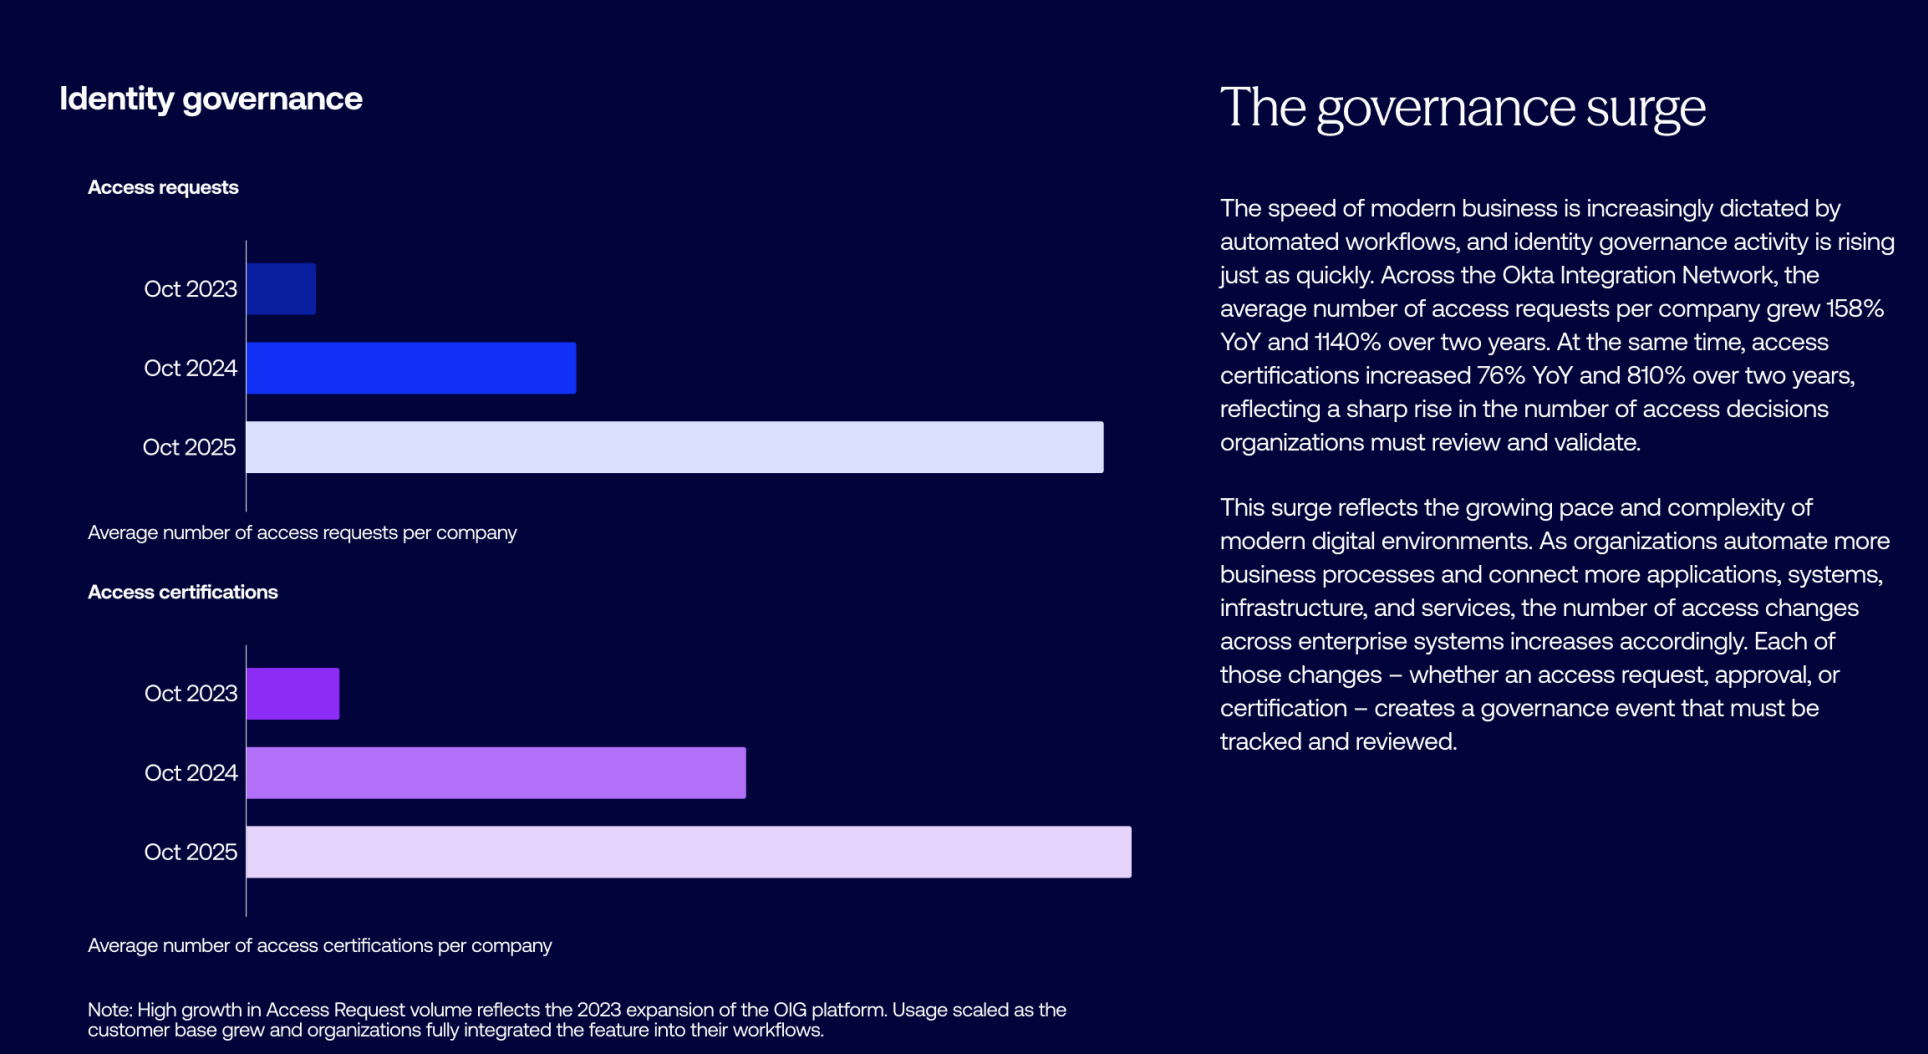 Identity governance
Access requests
Oct 2023
Oct 2024
Oct 2025
Average number of access requests per company
Access certifications
Oct 2023
Oct 2024
Oct 2025
Average number of access certifications per company
Note: High growth in Access Request volume reflects the 2023 expansion of the OIG platform. Usage scaled as the
customer base grew and organizations fully integrated the feature into their workflows.
The governance surge
The speed of modern business is increasingly dictated by
automated workflows, and identity governance activity is rising
just as quickly. Across the Okta Integration Network, the
average number of access requests per company grew 158%
YoY and 1140% over two years. At the same time, access
certifications increased 76% YoY and 810% over two years,
reflecting a sharp rise in the number of access decisions
organizations must review and validate.
This surge reflects the growing pace and complexity of
modern digital environments. As organizations automate more
business processes and connect more applications, systems,
infrastructure, and services, the number of access changes
across enterprise systems increases accordingly. Each of
those changes – whether an access request, approval, or
certification – creates a governance event that must be
tracked and reviewed.